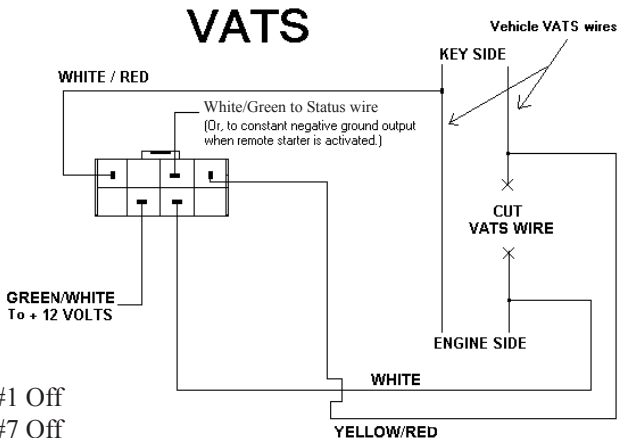 VATS
Vehicle VATS wires
KEY SIDE
WHITE / RED
White/Green to Status wire
(Or, to constant negative ground output
when remote starter is activated.)
CUT
VATS WIRE
GREEN/WHITE
To + 12 VOLTS
ENGINE SIDE
WHITE
#1 Off
#7 Off
YELLOW/RED